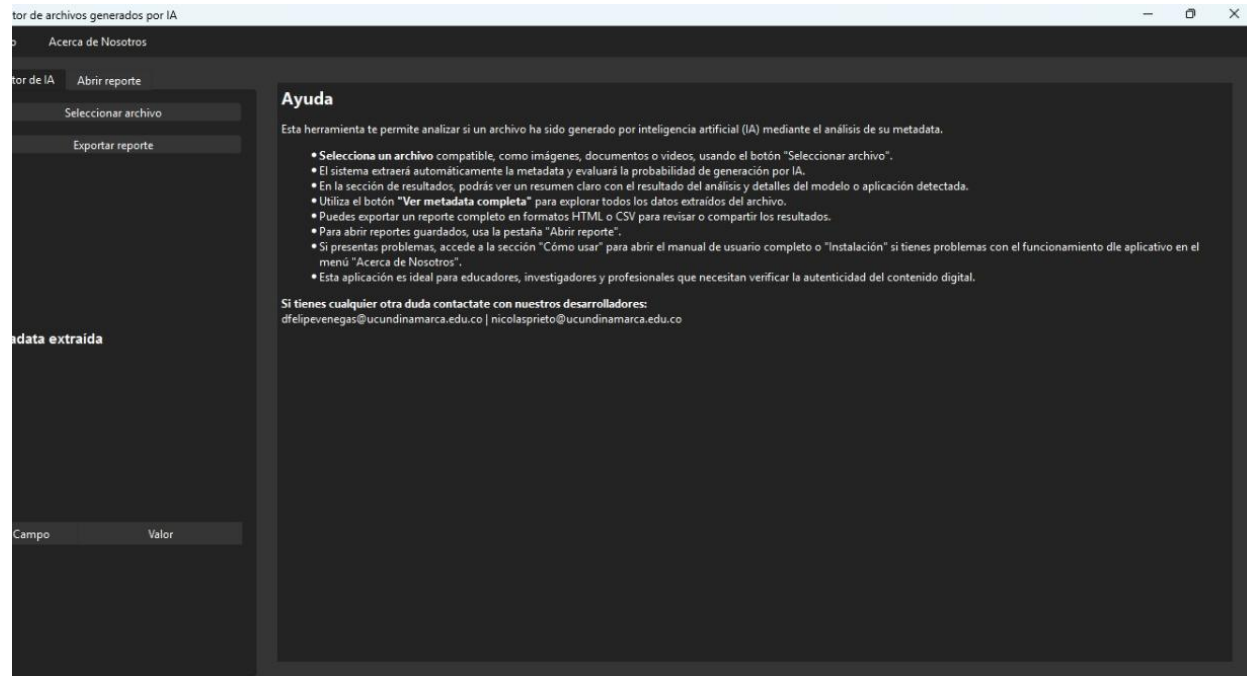 tor de archivos generados por IA
Acerca de Nosotros
tor de IA Abrir reporte
Seleccionar archivo
Exportar reporte
adata extraída
Campo Valor
Ayuda
Esta herramienta te permite analizar si un archivo ha sido generado por inteligencia artificial (IA) mediante el análisis de su metadata.
• Selecciona un archivo compatible, como imágenes, documentos o videos, usando el botón "Seleccionar archivo".
• El sistema extraerá automáticamente la metadata y evaluará la probabilidad de generación por IA.
• En la sección de resultados, podrás ver un resumen claro con el resultado del análisis y detalles del modelo o aplicación detectada.
• Utiliza el botón "Ver metadata completa" para explorar todos los datos extraídos del archivo.
• Puedes exportar un reporte completo en formatos HTML o CSV para revisar o compartir los resultados.
• Para abrir reportes guardados, usa la pestaña "Abrir reporte".
• Si presentas problemas, accede a la sección "Cómo usar" para abrir el manual de usuario completo o "Instalación" si tienes problemas con el funcionamiento dle aplicativo en el
menú "Acerca de Nosotros".
• Esta aplicación es ideal para educadores, investigadores y profesionales que necesitan verificar la autenticidad del contenido digital.
Si tienes cualquier otra duda contactate con nuestros desarrolladores:
dfelipevenegas@ucundinamarca.edu.co | nicolasprieto@ucundinamarca.edu.co